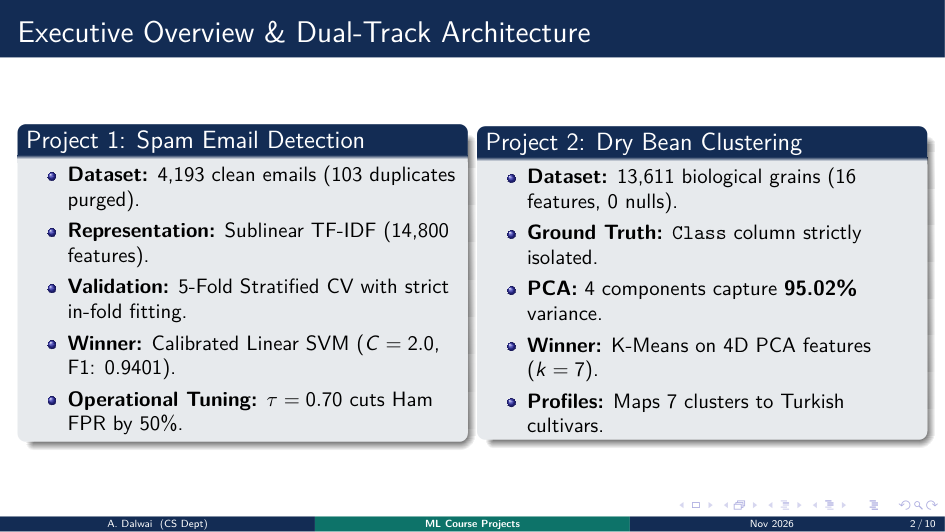 Executive Overview & Dual-Track Architecture
Project 1: Spam Email Detection
Dataset: 4,193 clean emails (103 duplicates
purged).
Representation: Sublinear TF-IDF (14,800
features).
Validation: 5-Fold Stratified CV with strict
in-fold fitting.
Winner: Calibrated Linear SVM (C = 2.0,
F1: 0.9401).
Operational Tuning: τ = 0.70 cuts Ham
FPR by 50%.
Project 2: Dry Bean Clustering
Dataset: 13,611 biological grains (16
features, 0 nulls).
Ground Truth: Class column strictly
isolated.
PCA: 4 components capture 95.02%
variance.
Winner: K-Means on 4D PCA features
(k = 7).
Profiles: Maps 7 clusters to Turkish
cultivars.
A. Dalwai (CS Dept)
ML Course Projects
Nov 2026
2 / 10